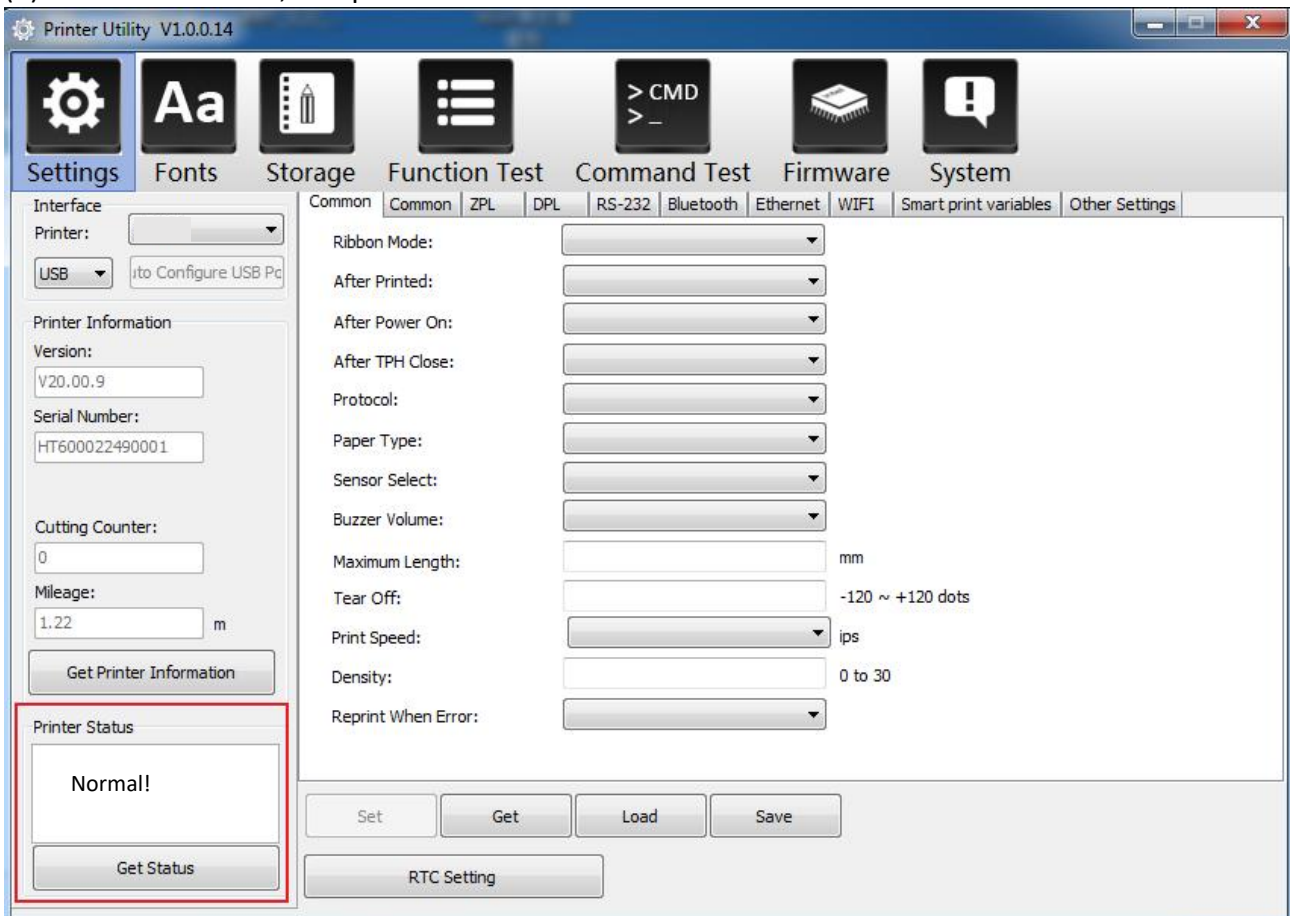 Printer Utility V1.0.0.14
Aa
> CMD
> _
Settings Fonts Storage Function Test Command Test Firmware System
Interface
Printer:
USB
Common Common ZPL DPL RS-232 Bluetooth Ethernet WIFI Smart print variables Other Settings
Printer Information
Version:
V20.00.9
Serial Number:
HT600022490001
Cutting Counter:
0
Mileage:
1.22 m
Get Printer Information
Printer Status
Normal!
Get Status
Ribbon Mode:
After Printed:
After Power On:
After TPH Close:
Protocol:
Paper Type:
Sensor Select:
Buzzer Volume:
Maximum Length: mm
Tear Off: -120 ~ +120 dots
Print Speed: ips
Density: 0 to 30
Reprint When Error:
Set Get Load Save
RTC Setting